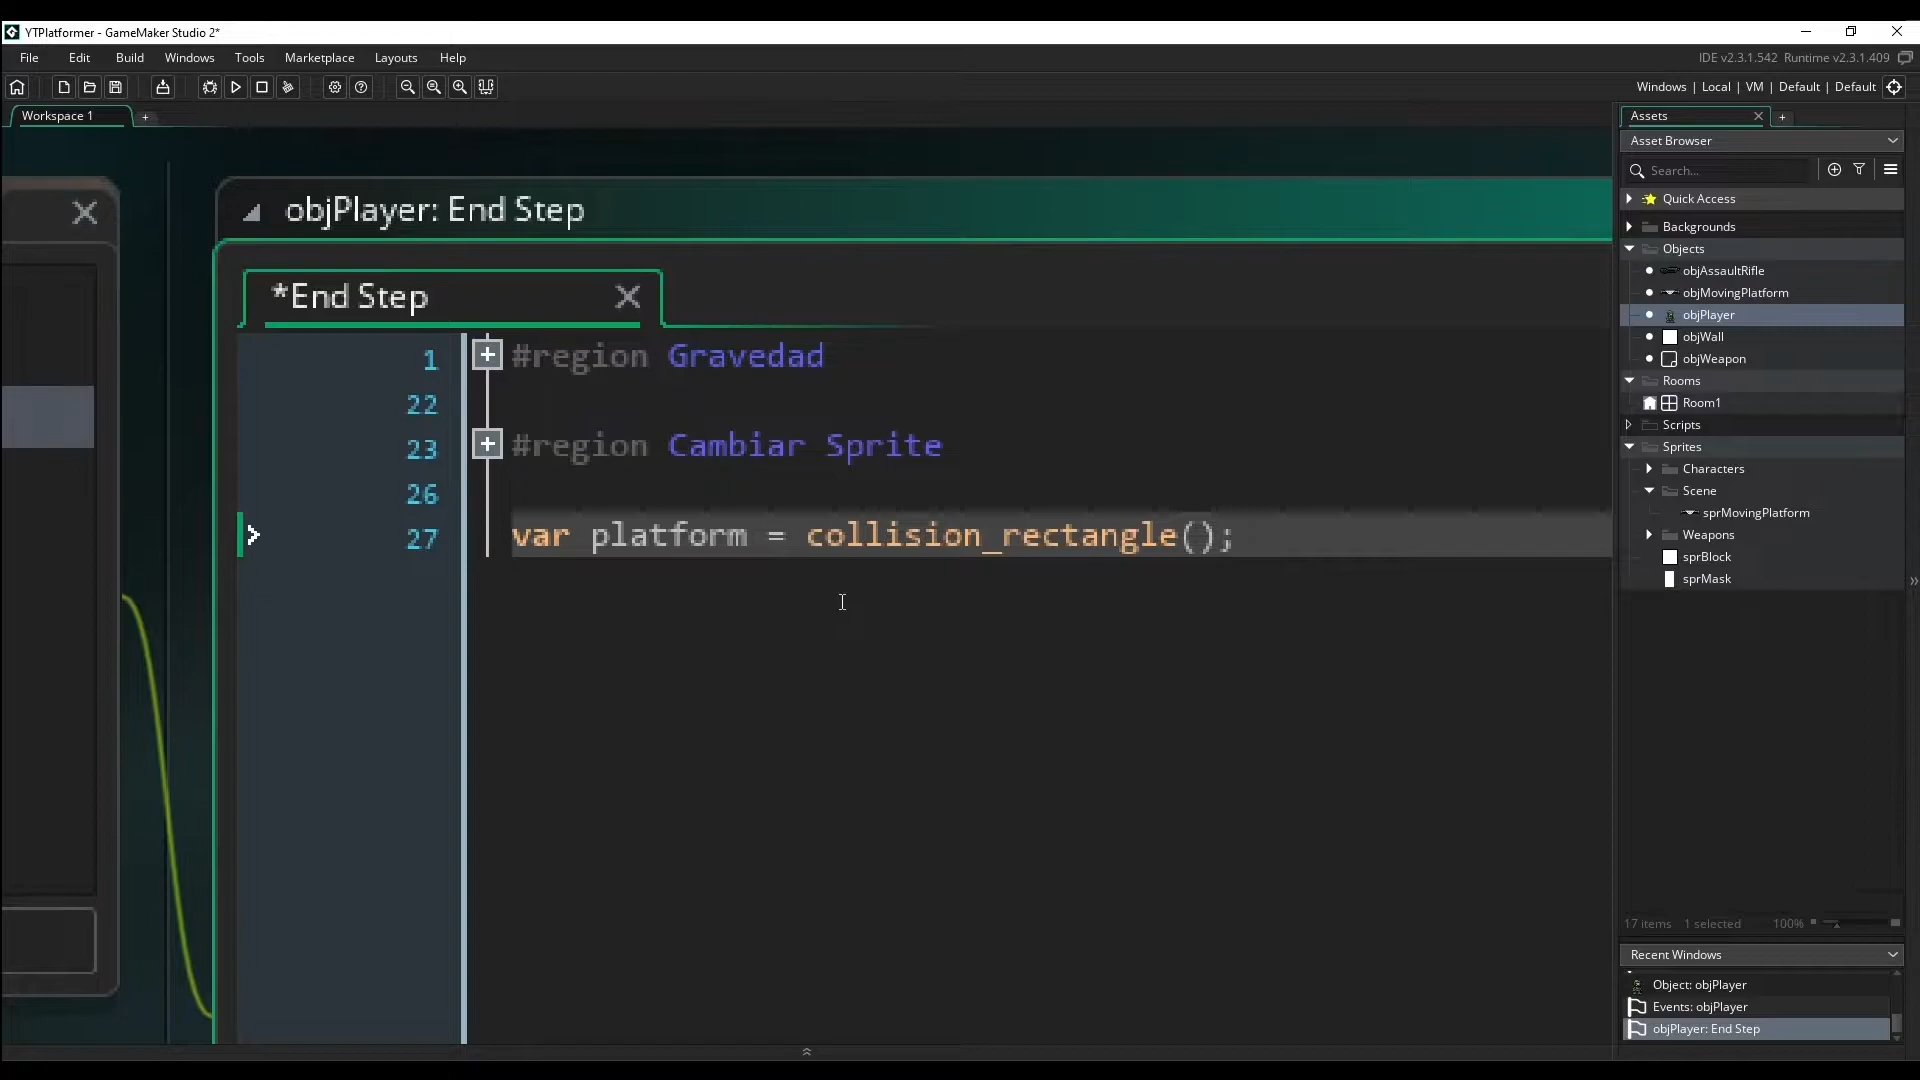 YTPlatformer - GameMaker Studio 2*
File Edit Build Windows Tools Marketplace Layouts Help
IDE v2.3.1.542 Runtime v2.3.1.409
Windows | Local | VM | Default | Default
Workspace 1
+
objPlayer: End Step
*End Step
1 #region Gravedad
22
23 #region Cambiar Sprite
26
27 var platform = collision_rectangle();
Assets
+
Asset Browser
Search...
Quick Access
Backgrounds
Objects
objAssaultRifle
objMovingPlatform
objPlayer
objWall
objWeapon
Rooms
Room1
Scripts
Sprites
Characters
Scene
sprMovingPlatform
Weapons
sprBlock
sprMask
17 items 1 selected 100%
Recent Windows
Object: objPlayer
Events: objPlayer
objPlayer: End Step